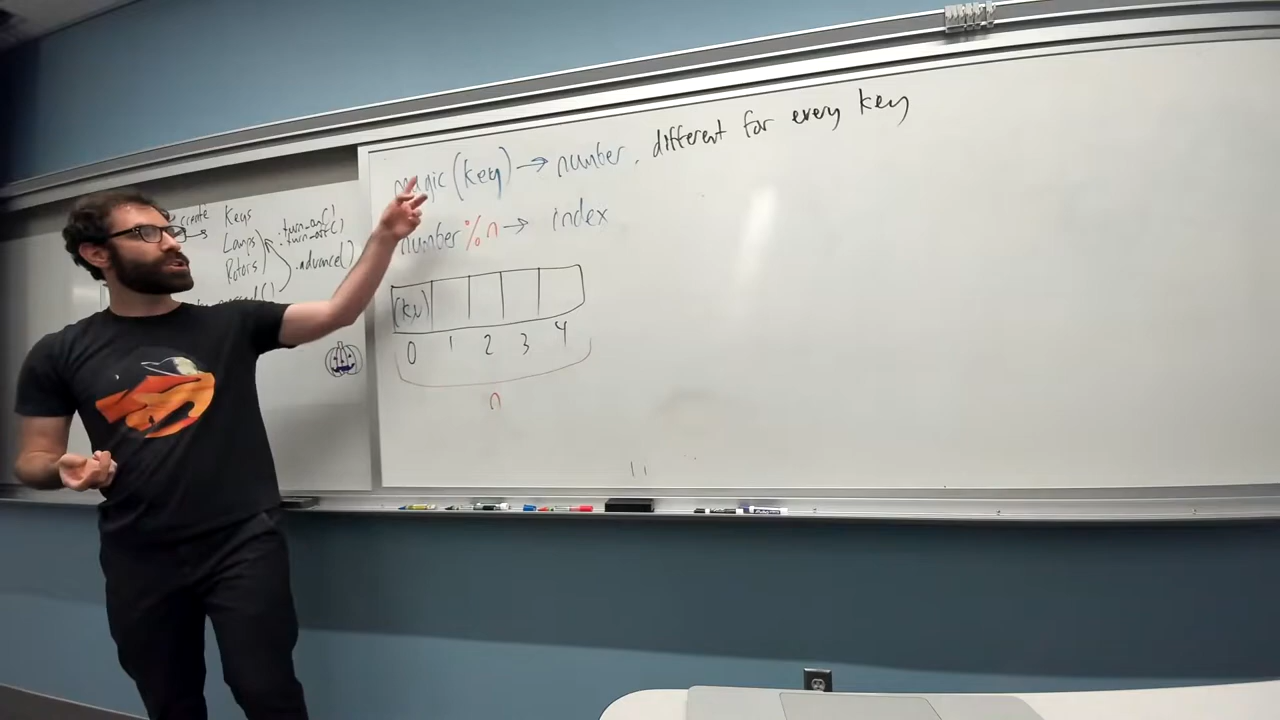 create Keys
Lamps .turn_on()
.turn_off()
Rotors .advance()
magic(key) → number, different for every key
number % n → index
(k,v)
0 1 2 3 4
n